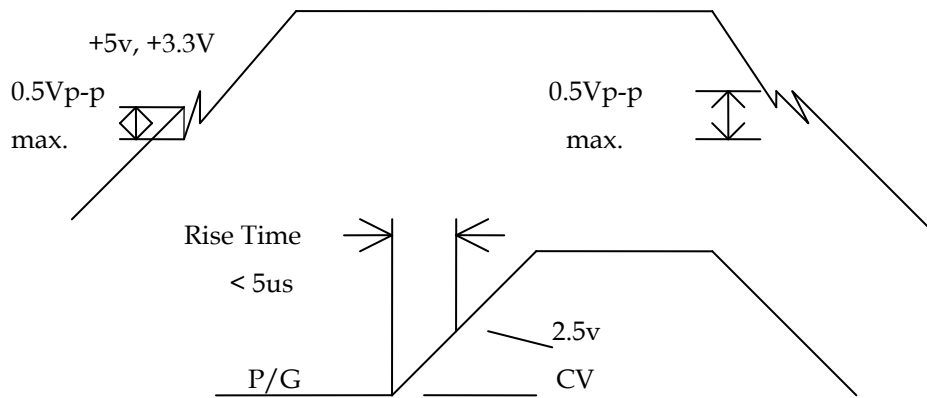 +5v, +3.3V
0.5Vp-p
max.
0.5Vp-p
max.
Rise Time
< 5us
2.5v
P/G
CV